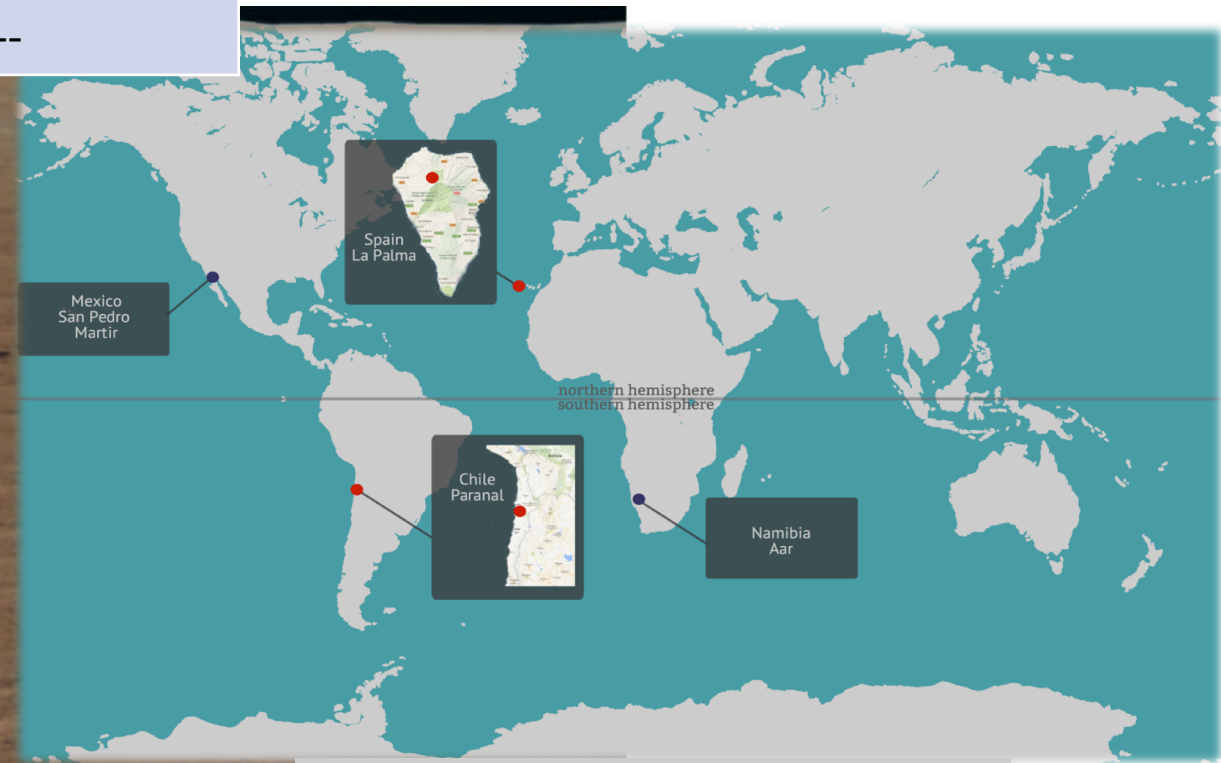 --
Spain
La Palma
Mexico
San Pedro
Martir
northern hemisphere
southern hemisphere
Chile
Paranal
Namibia
Aar